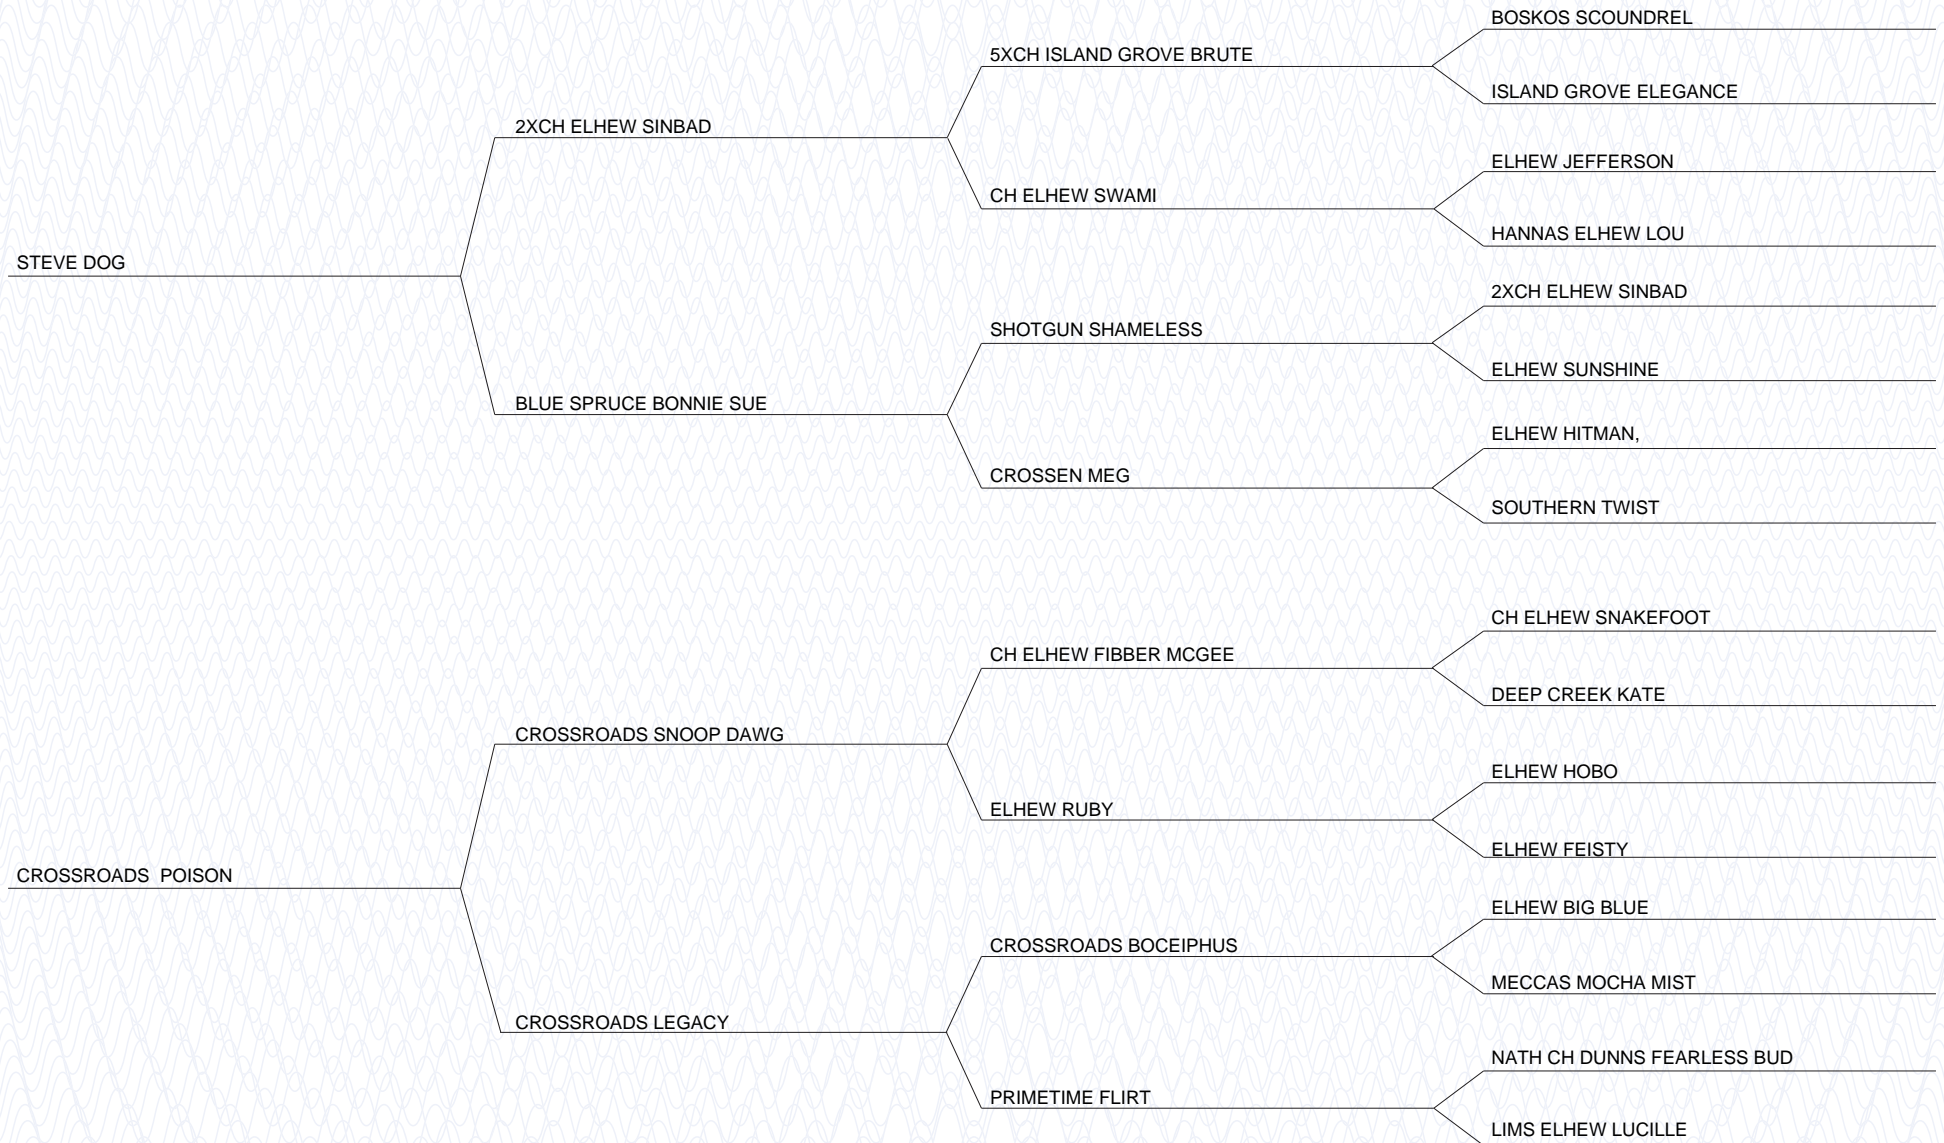 BOSKOS SCOUNDREL
5XCH ISLAND GROVE BRUTE
ISLAND GROVE ELEGANCE
2XCH ELHEW SINBAD
ELHEW JEFFERSON
CH ELHEW SWAMI
HANNAS ELHEW LOU
STEVE DOG
2XCH ELHEW SINBAD
SHOTGUN SHAMELESS
ELHEW SUNSHINE
BLUE SPRUCE BONNIE SUE
ELHEW HITMAN,
CROSSEN MEG
SOUTHERN TWIST
CH ELHEW SNAKEFOOT
CH ELHEW FIBBER MCGEE
DEEP CREEK KATE
CROSSROADS SNOOP DAWG
ELHEW HOBO
ELHEW RUBY
ELHEW FEISTY
CROSSROADS  POISON
ELHEW BIG BLUE
CROSSROADS BOCEIPHUS
MECCAS MOCHA MIST
CROSSROADS LEGACY
NATH CH DUNNS FEARLESS BUD
PRIMETIME FLIRT
LIMS ELHEW LUCILLE